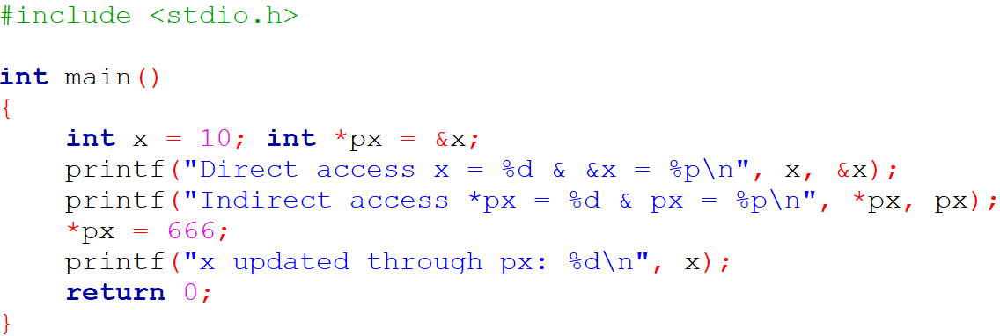 #include <stdio.h>

int main()
{
    int x = 10; int *px = &x;
    printf("Direct access x = %d & &x = %p\n", x, &x);
    printf("Indirect access *px = %d & px = %p\n", *px, px);
    *px = 666;
    printf("x updated through px: %d\n", x);
    return 0;
}